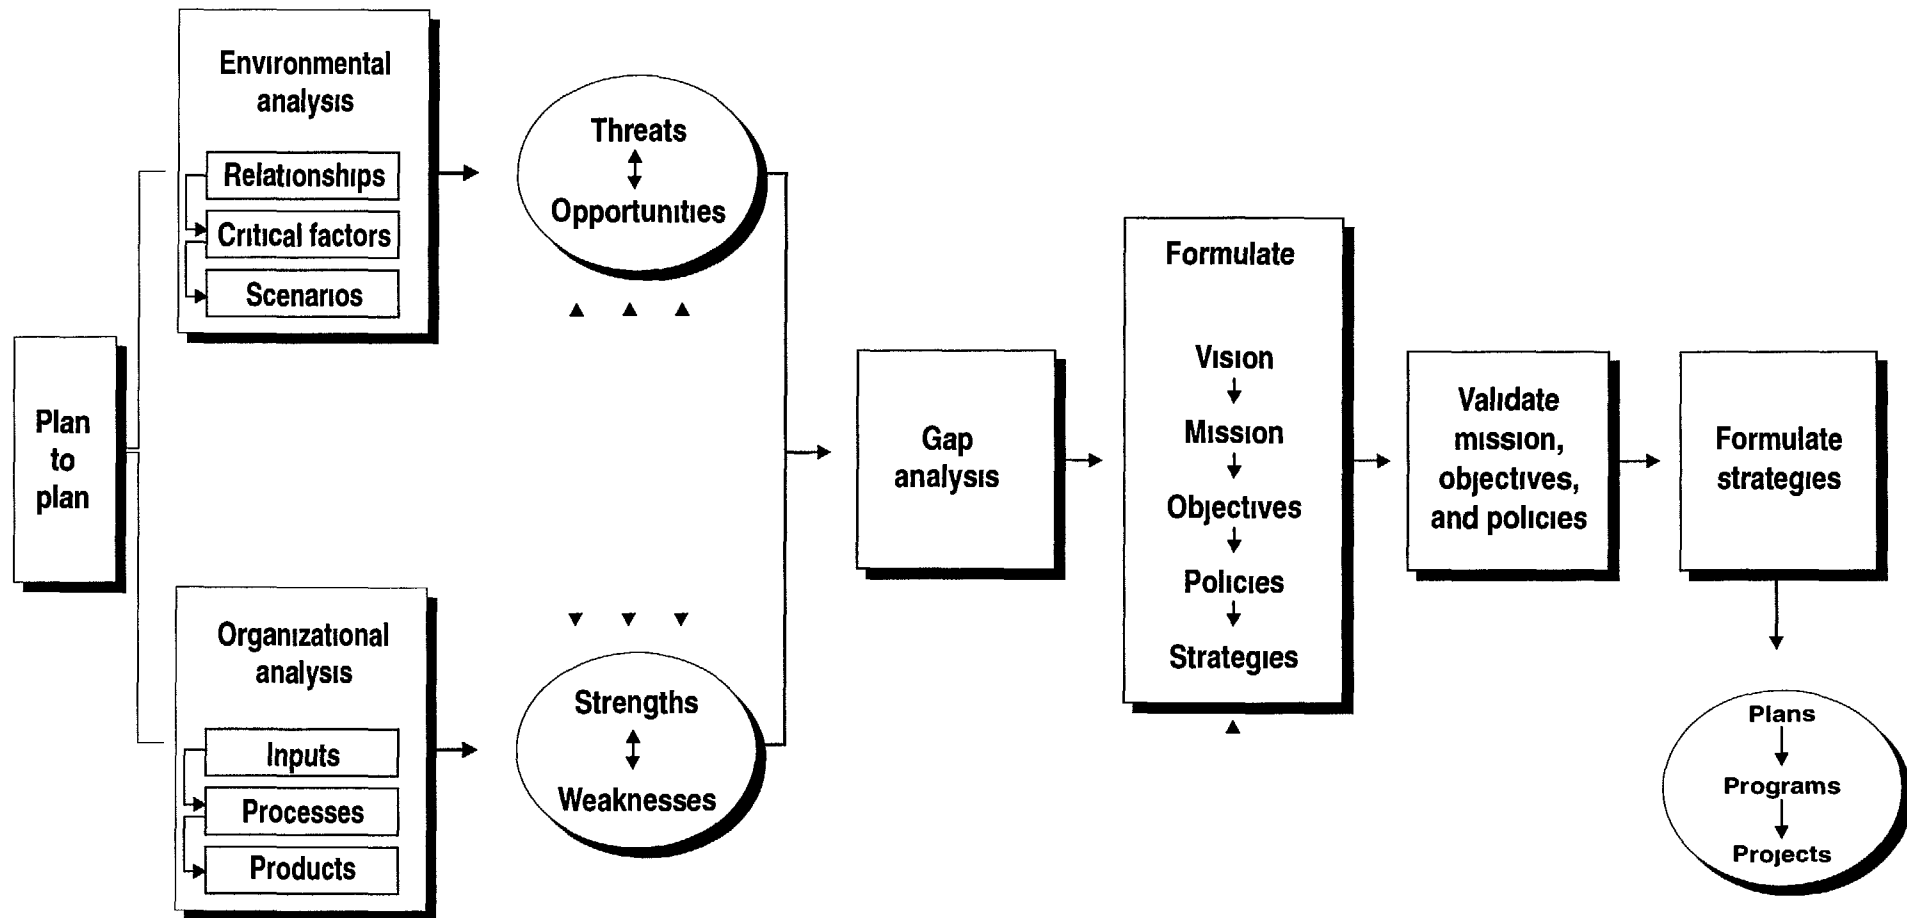 Plan
to
plan
Environmental
analysis
Relationships
Critical factors
Scenarios
Organizational
analysis
Inputs
Processes
Products
Threats
Opportunities
Strengths
Weaknesses
Gap
analysis
Formulate
Vision
Mission
Objectives
Policies
Strategies
Validate
mission,
objectives,
and policies
Formulate
strategies
Plans
Programs
Projects